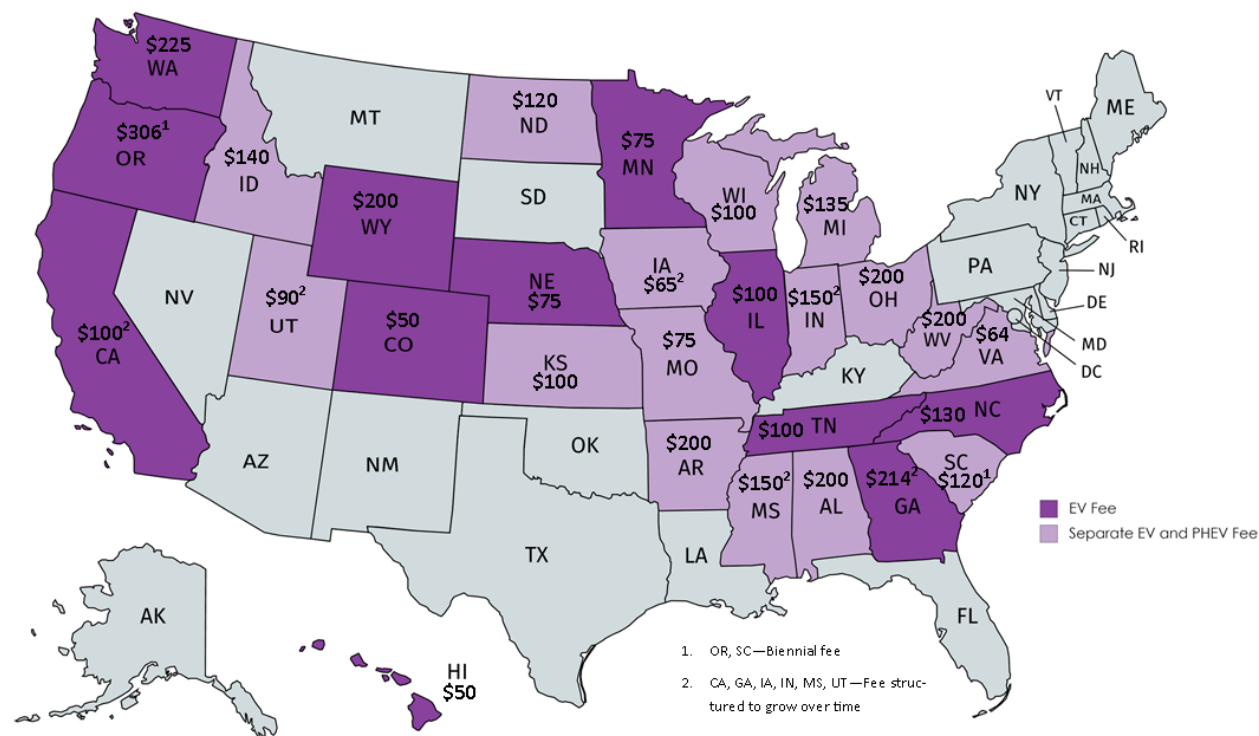 $225
WA
$306¹
OR
$140
ID
MT
$120
ND
$75
MN
WI
$100
$135
MI
VT
ME
NH
NY
MA
CT
RI
$200
WY
SD
IA
$65²
NE
$75
PA
NJ
DE
MD
DC
$100²
CA
NV
$90²
UT
$50
CO
KS
$100
$75
MO
$100
IL
$150²
IN
$200
OH
$200
WV
$64
VA
KY
AZ
NM
OK
$200
AR
$100 TN
$130 NC
SC
$120¹
$150²
MS
$200
AL
$214²
GA
TX
LA
FL
AK
HI
$50
EV Fee
Separate EV and PHEV Fee
1. OR, SC—Biennial fee
2. CA, GA, IA, IN, MS, UT—Fee struc-
tured to grow over time